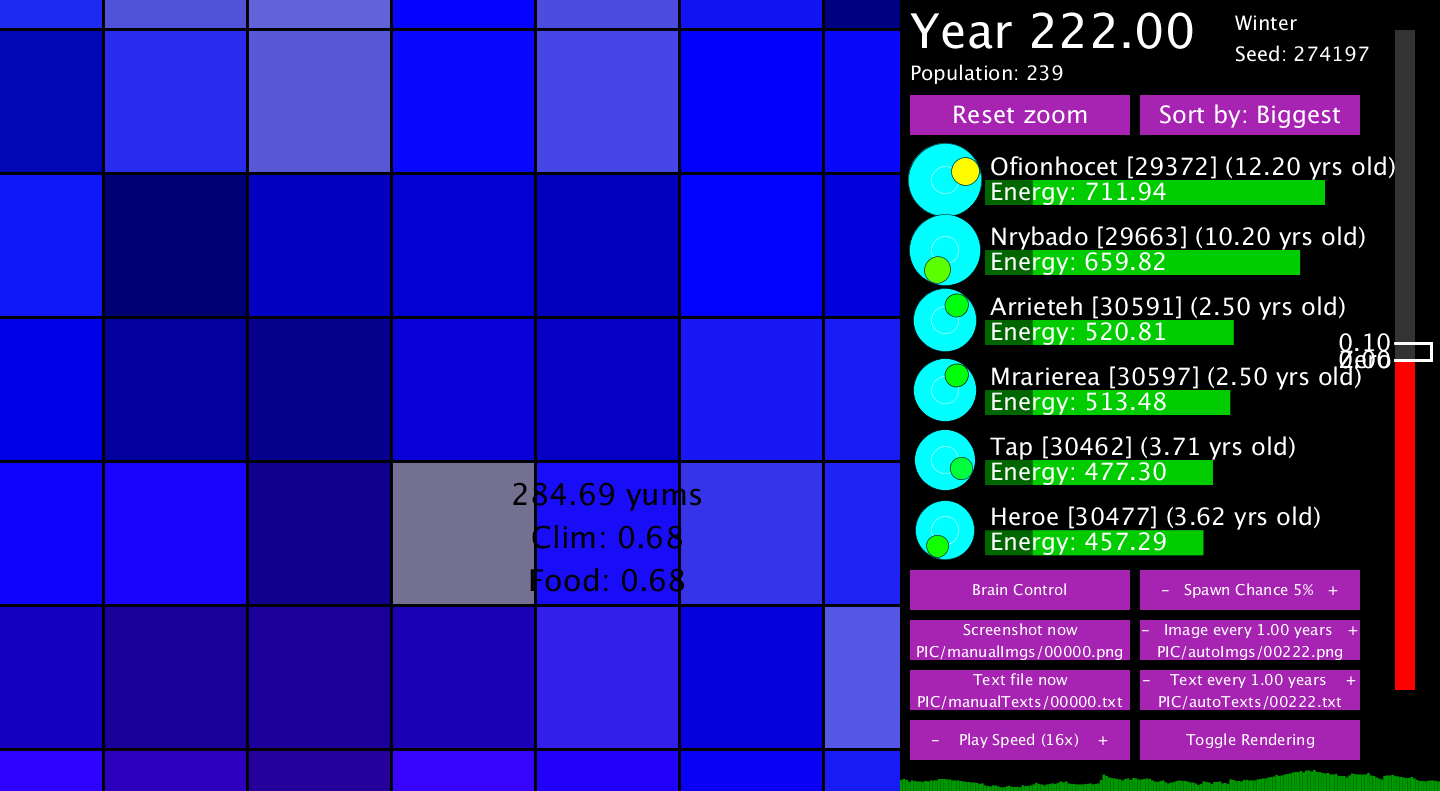 Year 222.00
Winter
Seed: 274197
Population: 239
Reset zoom
Sort by: Biggest
Ofionhocet [29372] (12.20 yrs old)
Energy: 711.94
Nrybado [29663] (10.20 yrs old)
Energy: 659.82
Arrieteh [30591] (2.50 yrs old)
Energy: 520.81
0.10
Mrarierea [30597] (2.50 yrs old)
Energy: 513.48
Tap [30462] (3.71 yrs old)
Energy: 477.30
Heroe [30477] (3.62 yrs old)
Energy: 457.29
284.69 yums
Clim: 0.68
Food: 0.68
Brain Control
- Spawn Chance 5% +
Screenshot now
PIC/manualImgs/00000.png
- Image every 1.00 years +
PIC/autoImgs/00222.png
Text file now
PIC/manualTexts/00000.txt
- Text every 1.00 years +
PIC/autoTexts/00222.txt
- Play Speed (16x) +
Toggle Rendering